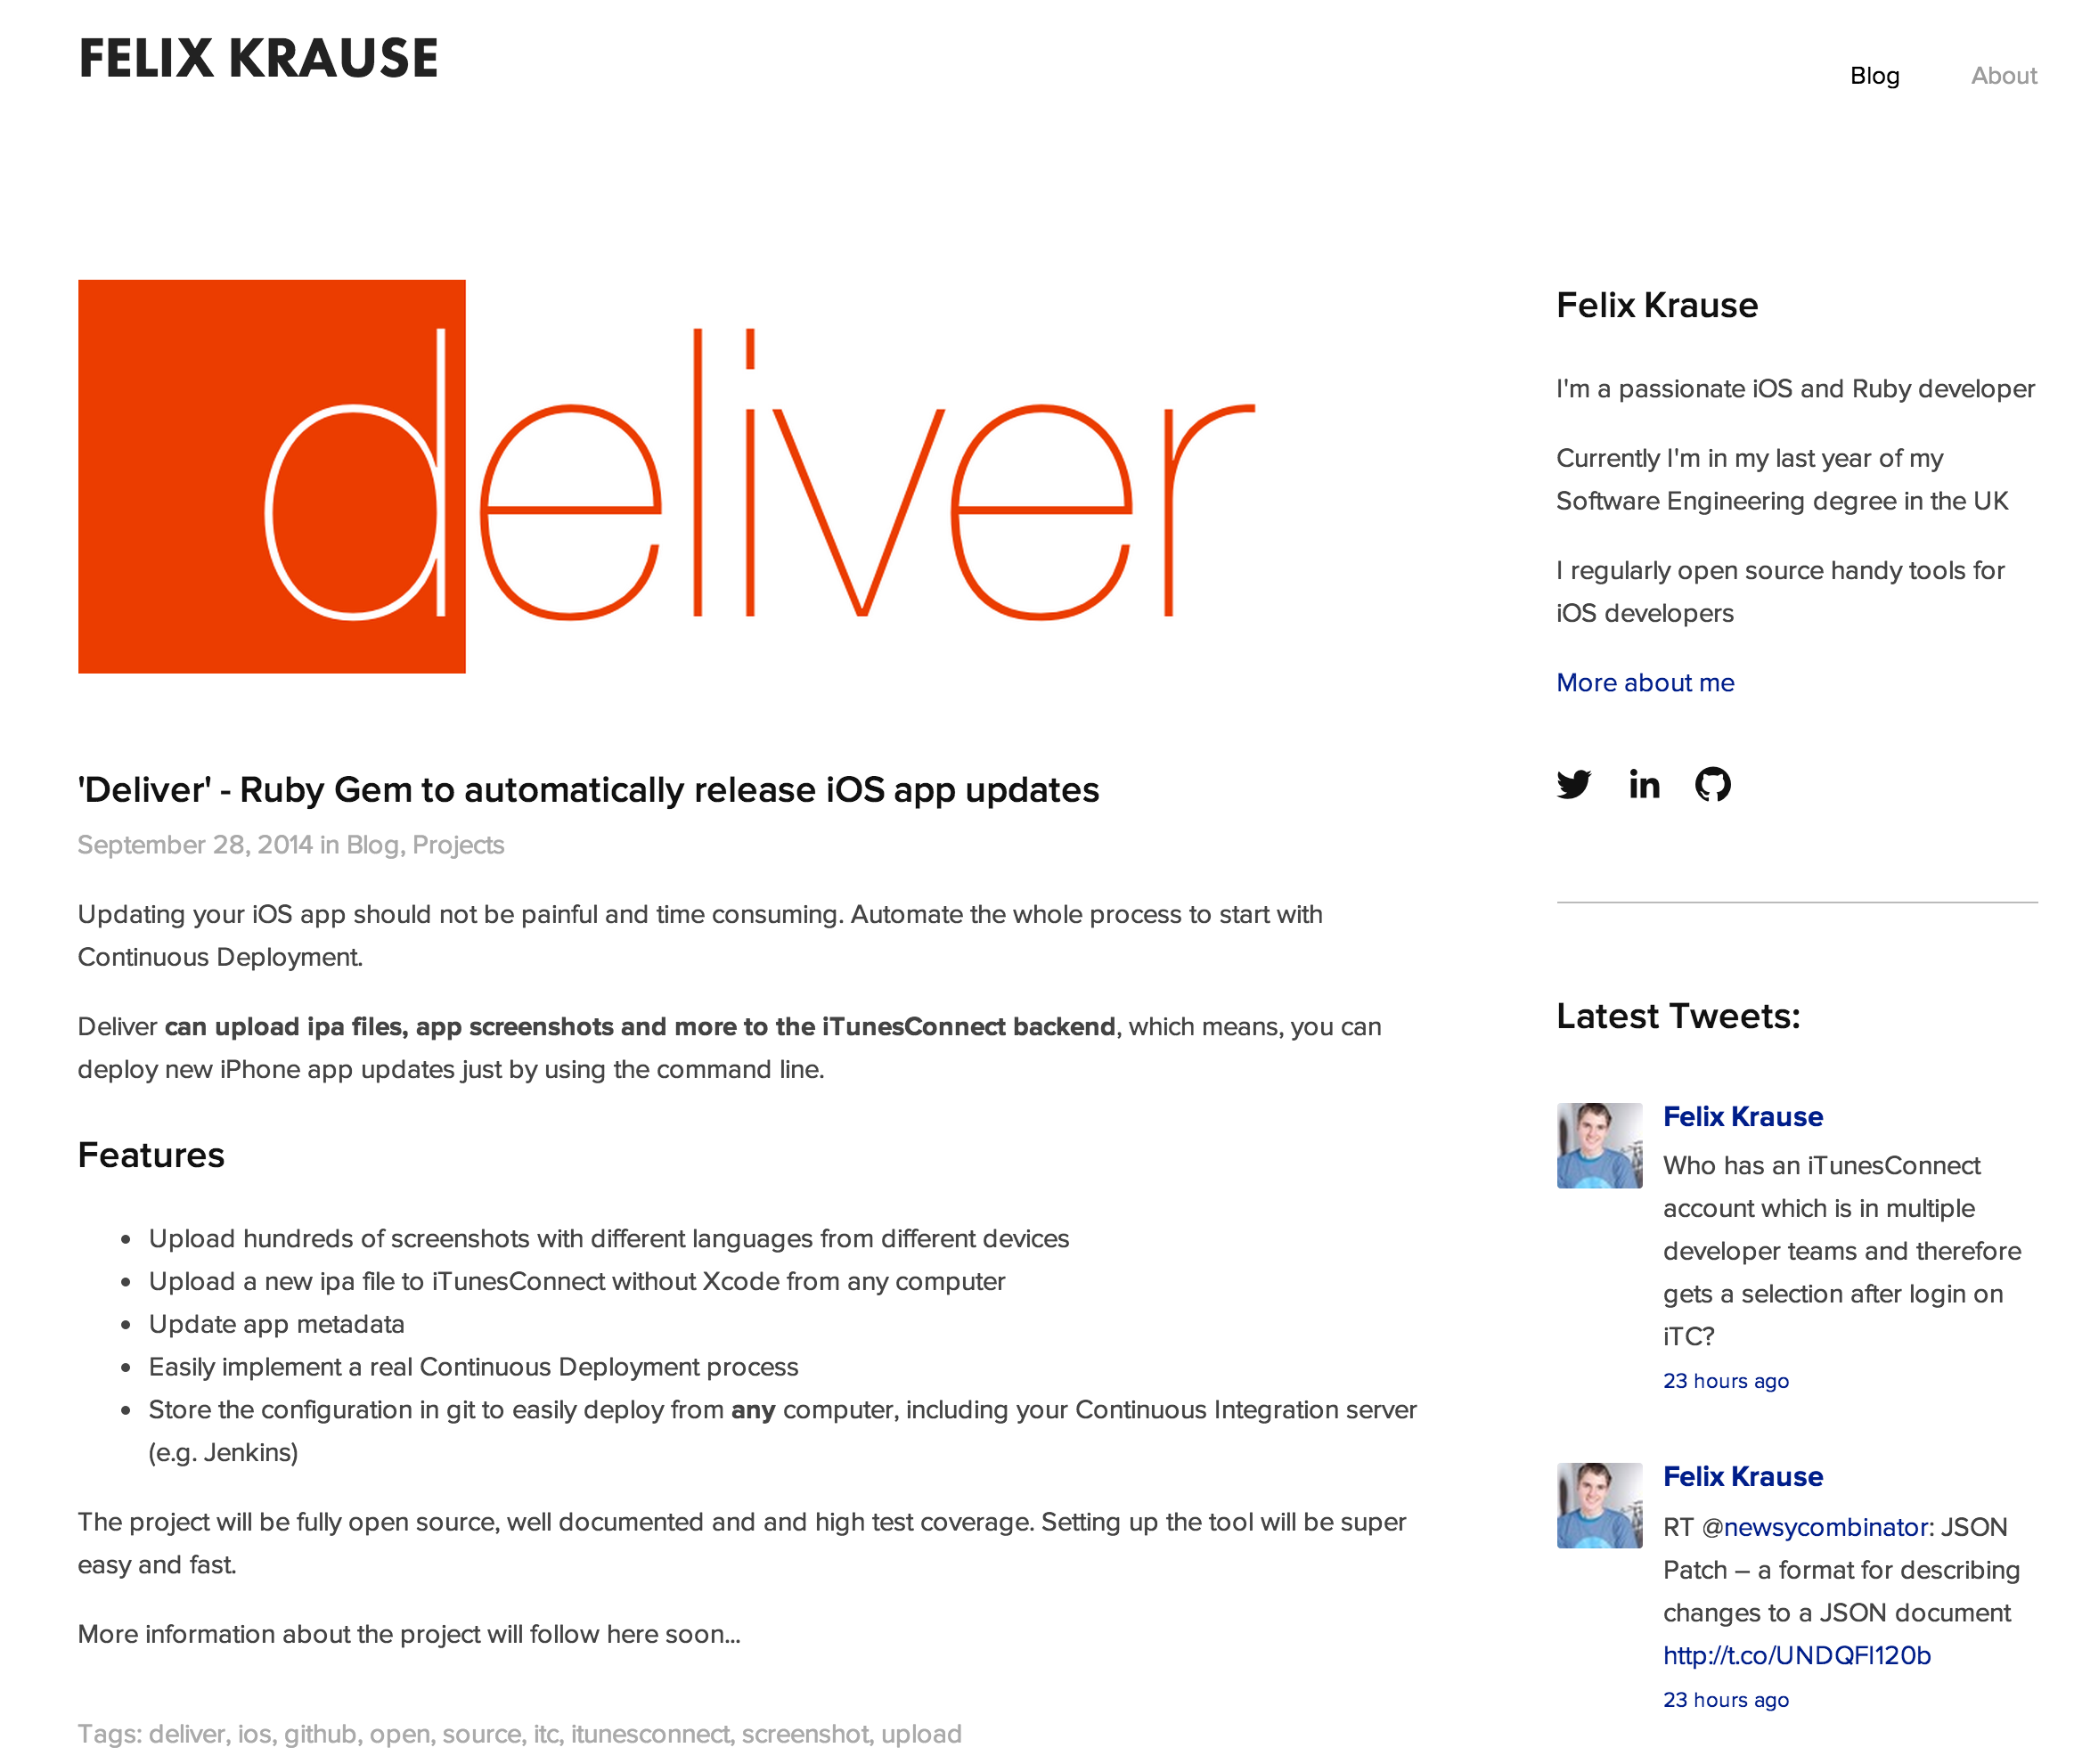 FELIX KRAUSE
Blog
About
deliver
'Deliver' - Ruby Gem to automatically release iOS app updates
September 28, 2014 in Blog, Projects
Updating your iOS app should not be painful and time consuming. Automate the whole process to start with
Continuous Deployment.
Deliver can upload ipa files, app screenshots and more to the iTunesConnect backend, which means, you can
deploy new iPhone app updates just by using the command line.
Features
• Upload hundreds of screenshots with different languages from different devices
• Upload a new ipa file to iTunesConnect without Xcode from any computer
• Update app metadata
• Easily implement a real Continuous Deployment process
• Store the configuration in git to easily deploy from any computer, including your Continuous Integration server
(e.g. Jenkins)
The project will be fully open source, well documented and and high test coverage. Setting up the tool will be super
easy and fast.
More information about the project will follow here soon...
Tags: deliver, ios, github, open, source, itc, itunesconnect, screenshot, upload
Felix Krause
I'm a passionate iOS and Ruby developer
Currently I'm in my last year of my
Software Engineering degree in the UK
I regularly open source handy tools for
iOS developers
More about me
in
Latest Tweets:
Felix Krause
Who has an iTunesConnect
account which is in multiple
developer teams and therefore
gets a selection after login on
iTC?
23 hours ago
Felix Krause
RT @newsycombinator: JSON
Patch – a format for describing
changes to a JSON document
http://t.co/UNDQFI120b
23 hours ago